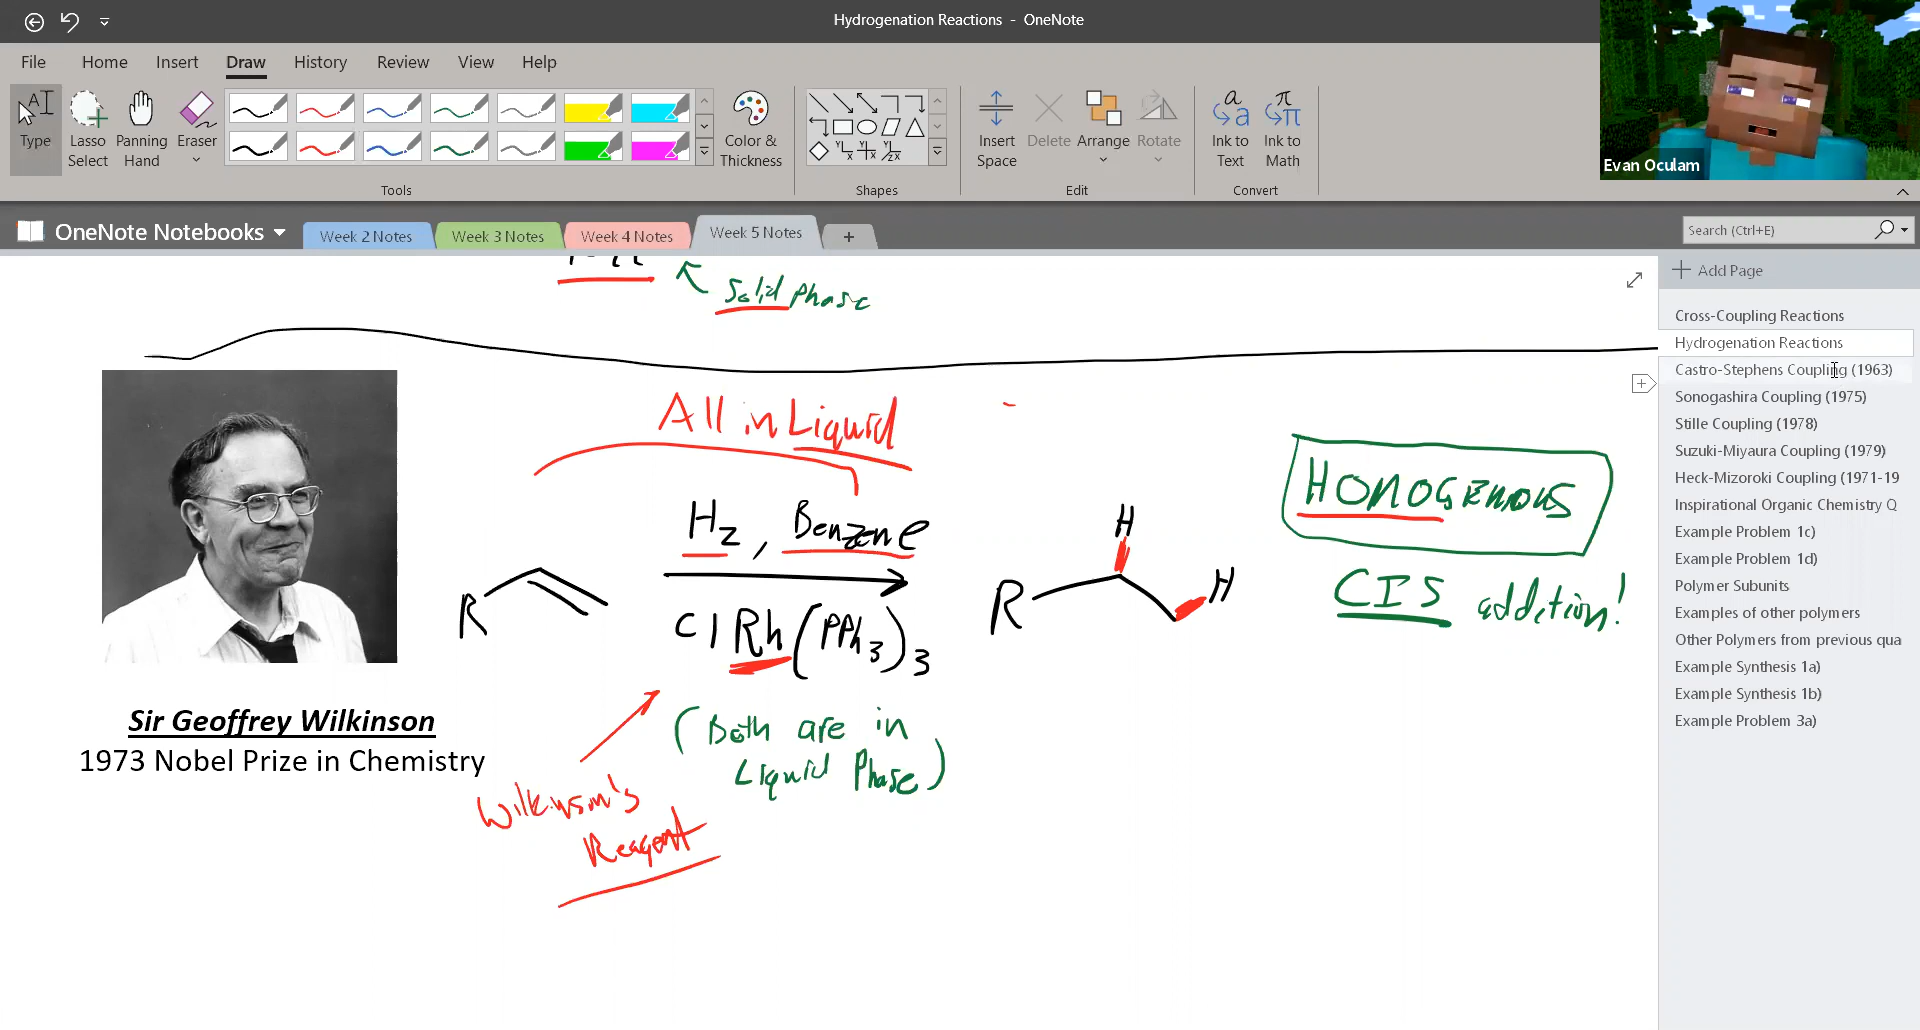 Hydrogenation Reactions - OneNote
File Home Insert Draw History Review View Help
Type
Lasso Select
Panning Hand
Eraser
Color & Thickness
Insert Space
Delete
Arrange
Rotate
Ink to Text
Ink to Math
Tools
Shapes
Edit
Convert
Evan Oculam
OneNote Notebooks
Week 2 Notes
Week 3 Notes
Week 4 Notes
Week 5 Notes
Search (Ctrl+E)
Add Page
Cross-Coupling Reactions
Hydrogenation Reactions
Castro-Stephens Coupling (1963)
Sonogashira Coupling (1975)
Stille Coupling (1978)
Suzuki-Miyaura Coupling (1979)
Heck-Mizoroki Coupling (1971-19
Inspirational Organic Chemistry Q
Example Problem 1c)
Example Problem 1d)
Polymer Subunits
Examples of other polymers
Other Polymers from previous qua
Example Synthesis 1a)
Example Synthesis 1b)
Example Problem 3a)
Solid phase
All in Liquid
H2, Benzene
R
Cl Rh(PPh3)3
H
R
H
HOMOGENOUS
CIS addition!
(Both are in
Liquid Phase)
Wilkinson's
Reagent
Sir Geoffrey Wilkinson
1973 Nobel Prize in Chemistry